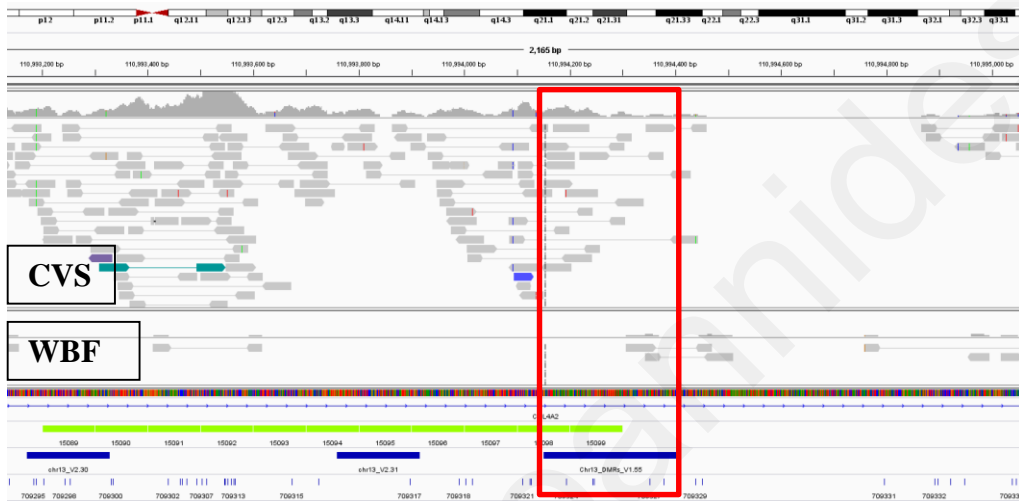 p12 p11.2 p11.1 q12.11 q12.13 q12.3 q13.2 q13.3 q14.11 q14.13 q14.3 q21.1 q21.2 q21.31 q21.33 q22.2 q31.1 q31.2 q31.3 q32.1 q32.3 q33.1
2,165 bp
110,993,200 bp 110,993,400 bp 110,993,600 bp 110,993,800 bp 110,994,000 bp 110,994,200 bp 110,994,400 bp 110,994,600 bp 110,994,800 bp 110,995,000 bp
CVS
WBF
15089 15090 15091 15092 15093 15094 15095 15096 15097 15098 15099
chr13_V2.30 chr13_V2.31 Chr13_DMRs_V1.55
709295 709298 709300 709302 709307 709313 709315 709317 709318 709321 709329 709331 709332